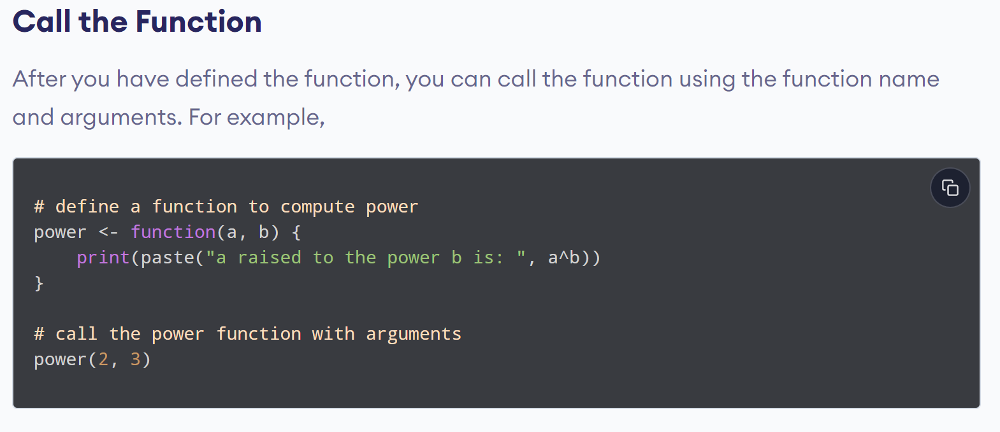 Call the Function
After you have defined the function, you can call the function using the function name
and arguments. For example,
# define a function to compute power
power <- function(a, b) {
    print(paste("a raised to the power b is: ", a^b))
}
# call the power function with arguments
power(2, 3)